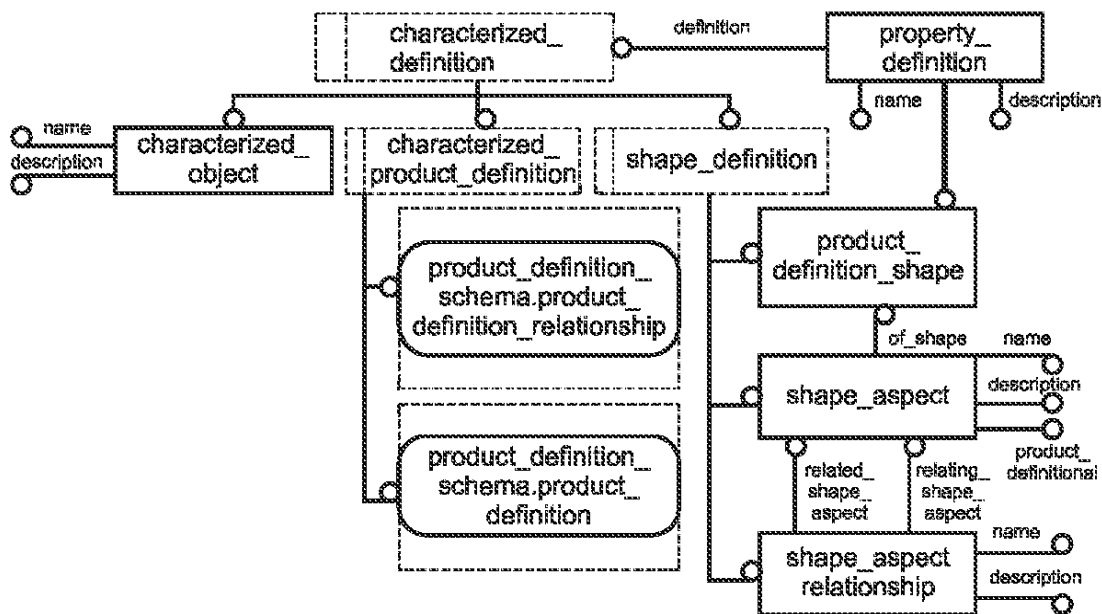 characterized_
definition
definition
property_
definition
name
description
name
description
characterized_
object
characterized_
product_definition
shape_definition
product_definition_
schema.product_
definition_relationship
product_
definition_shape
of_shape
name
shape_aspect
description
product_
definitional
product_definition_
schema.product_
definition
related_
shape_
aspect
relating_
shape_
aspect
shape_aspect
relationship
name
description